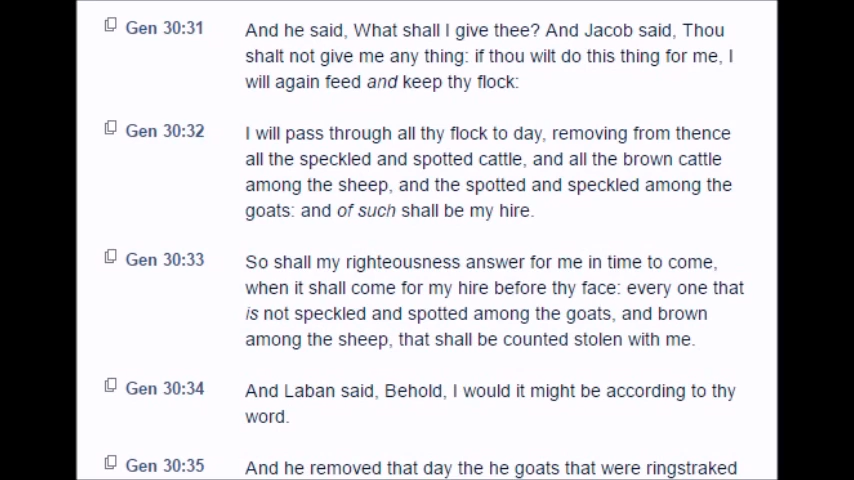 Gen 30:31 And he said, What shall I give thee? And Jacob said, Thou
shalt not give me any thing: if thou wilt do this thing for me, I
will again feed and keep thy flock:
Gen 30:32 I will pass through all thy flock to day, removing from thence
all the speckled and spotted cattle, and all the brown cattle
among the sheep, and the spotted and speckled among the
goats: and of such shall be my hire.
Gen 30:33 So shall my righteousness answer for me in time to come,
when it shall come for my hire before thy face: every one that
is not speckled and spotted among the goats, and brown
among the sheep, that shall be counted stolen with me.
Gen 30:34 And Laban said, Behold, I would it might be according to thy
word.
Gen 30:35 And he removed that day the he goats that were ringstraked